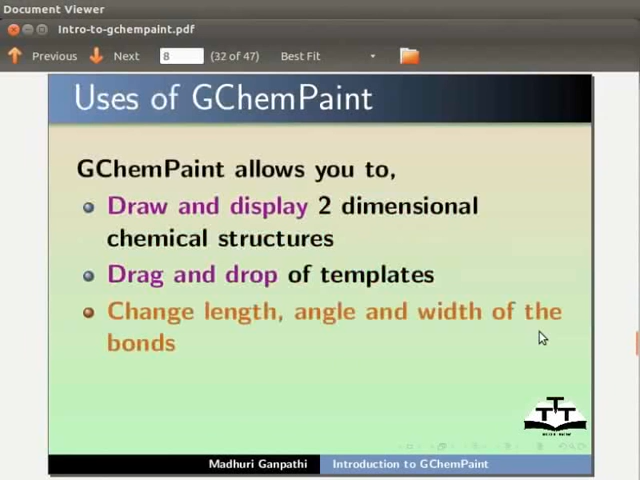 Document Viewer
Intro-to-gchempaint.pdf
Previous Next 8 (32 of 47) Best Fit
Uses of GChemPaint
GChemPaint allows you to,
Draw and display 2 dimensional
chemical structures
Drag and drop of templates
Change length, angle and width of the
bonds
Madhuri Ganpathi Introduction to GChemPaint